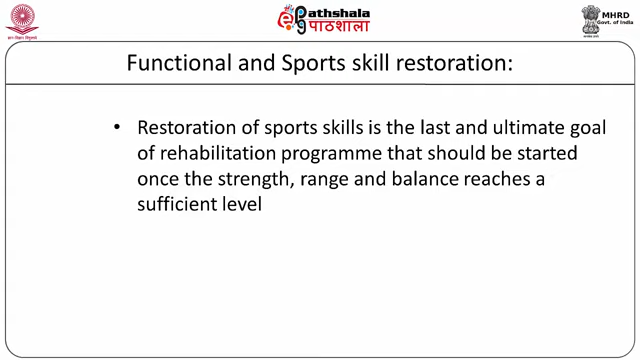 ePathshala
पाठशाला
MHRD
Govt. of India
Functional and Sports skill restoration:
• Restoration of sports skills is the last and ultimate goal
of rehabilitation programme that should be started
once the strength, range and balance reaches a
sufficient level